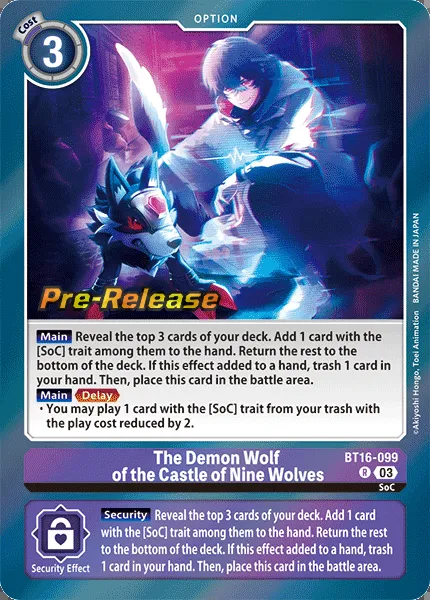 OPTION
Cost
3
Pre-Release
Main Reveal the top 3 cards of your deck. Add 1 card with the
[SoC] trait among them to the hand. Return the rest to the
bottom of the deck. If this effect added to a hand, trash 1 card in
your hand. Then, place this card in the battle area.
Main Delay
・You may play 1 card with the [SoC] trait from your trash with
the play cost reduced by 2.
©Akiyoshi Hongo, Toei Animation BANDAI MADE IN JAPAN
The Demon Wolf
of the Castle of Nine Wolves
BT16-099
R 03
SoC
Security Effect
Security Reveal the top 3 cards of your deck. Add 1 card
with the [SoC] trait among them to the hand. Return the rest
to the bottom of the deck. If this effect added to a hand, trash
1 card in your hand. Then, place this card in the battle area.